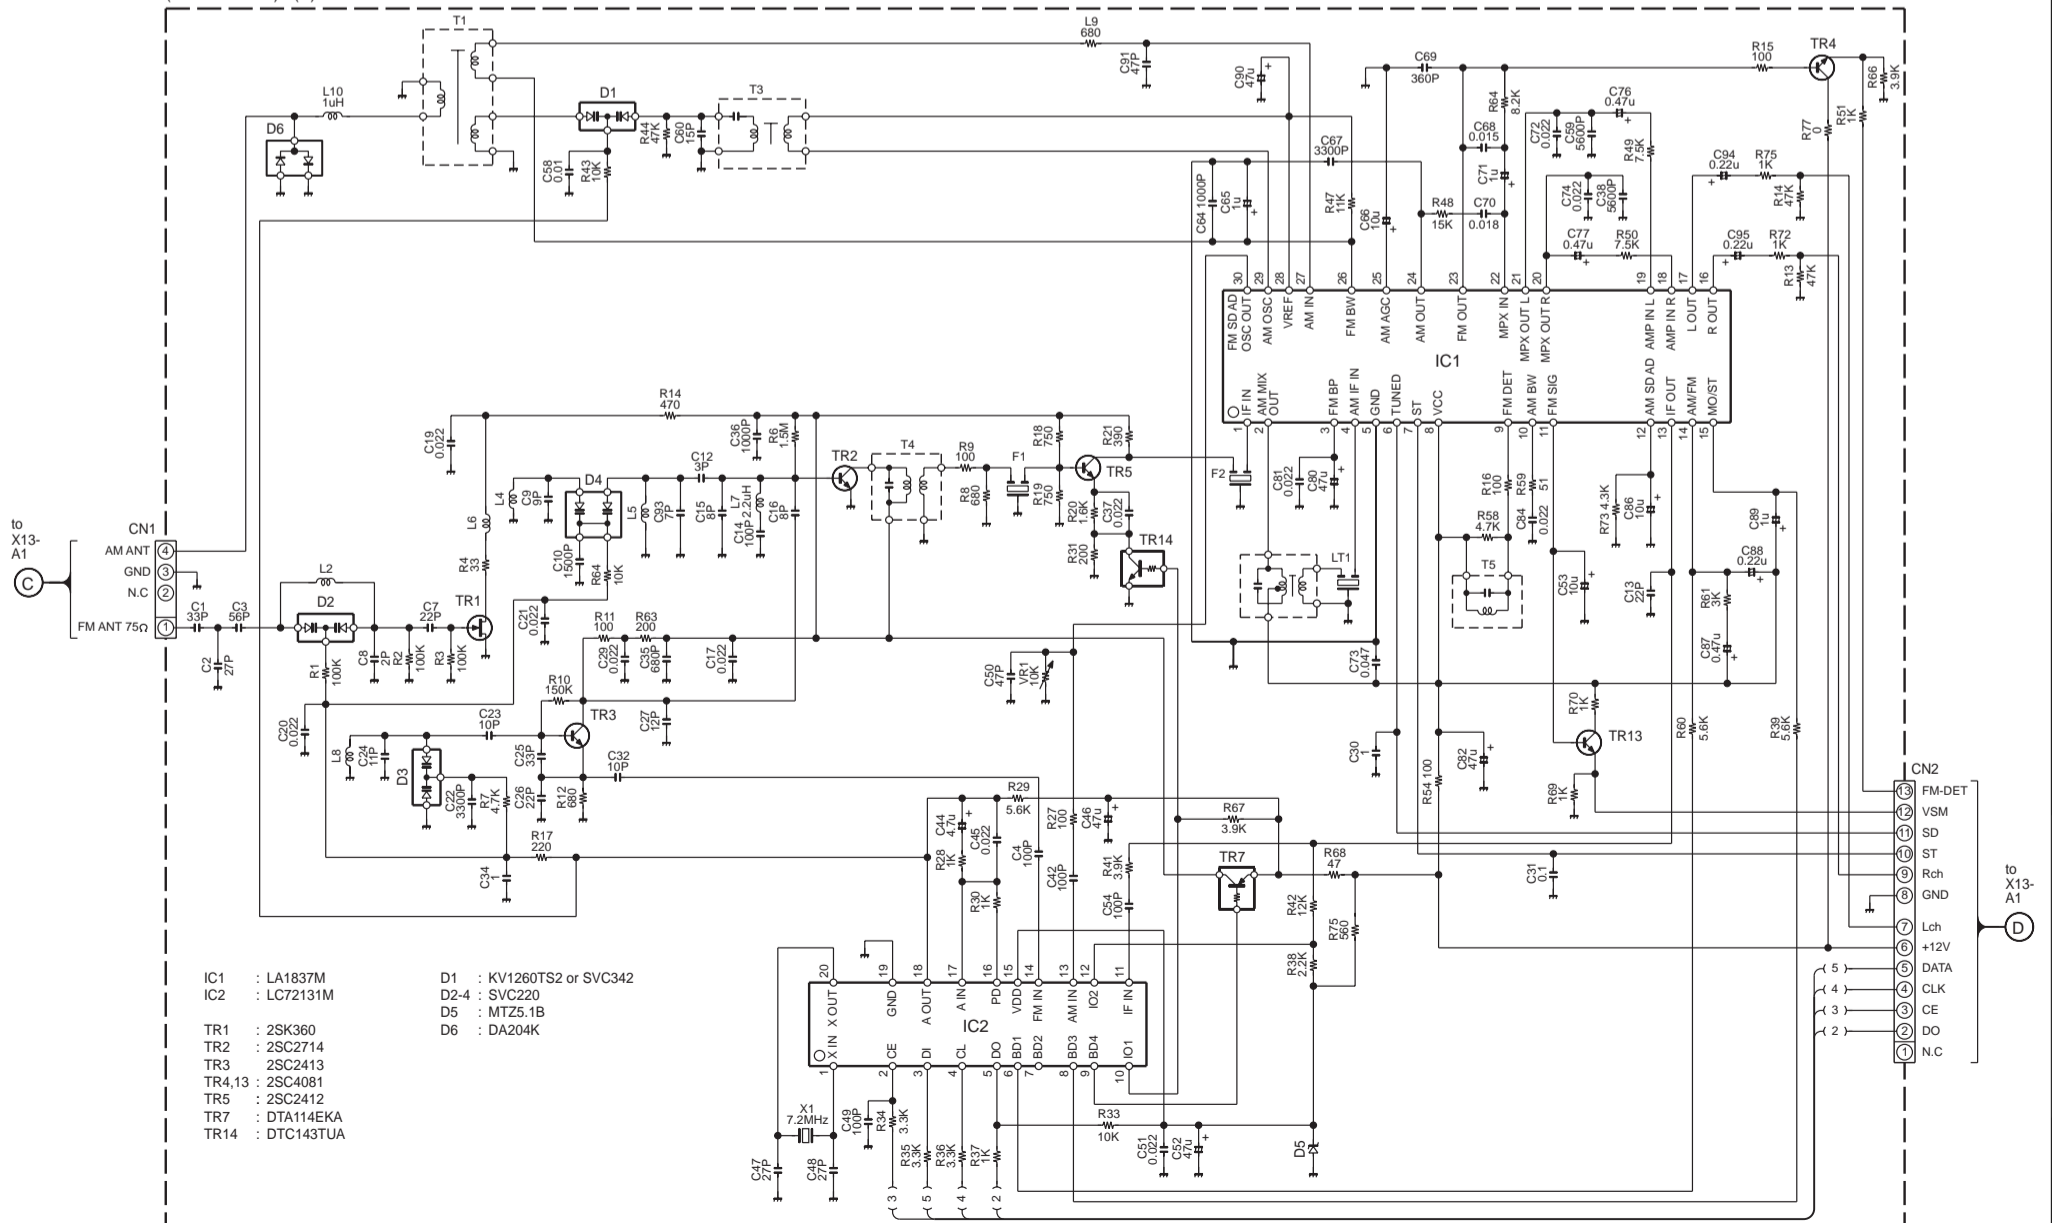 T1
L9
680
C91
47P
C90
47u
+
C69
360P
R15
100
TR4
R66
3.9K
L10
1uH
D1
T3
R64
8.2K
C76
0.47u
+
R51
1K
D6
R44
47K
C60
15P
C67
3300P
C68
0.015
C72
0.022
C59
5600P
R49
7.5K
R77
0
C94
0.22u
+
R75
1K
C58
0.01
R43
10K
C71
1u
+
C74
0.022
C38
5600P
R14
47K
C64 1000P
C65
1u
+
R47
11K
C66
10u
+
R48
15K
C70
0.018
C77
0.47u
+
R50
7.5K
C95
0.22u
+
R72
1K
R13
47K
30
29
28
27
26
25
24
23
22
21
20
19
18
17
16
FM SD AD
OSC OUT
AM OSC
VREF
AM IN
FM BW
AM AGC
AM OUT
FM OUT
MPX IN
MPX OUT L
MPX OUT R
AMP IN L
AMP IN R
L OUT
R OUT
IC1
IF IN
AM MIX
OUT
FM BP
AM IF IN
GND
TUNED
ST
VCC
FM DET
AM BW
FM SIG
AM SD AD
IF OUT
AM/FM
MO/ST
1
2
3
4
5
6
7
8
9
10
11
12
13
14
15
R14
470
C19
0.022
C36
1000P
R6
1.5M
T4
R9
100
F1
R18
750
R21
390
TR2
TR5
F2
C81
0.022
C80
47u
+
R16
100
R59
51
R73 4.3K
C86
10u
+
L4
C9
9P
D4
C12
3P
L5
C93
7P
C15
8P
L7
2.2uH
C14
100P
C16
8P
R8
680
R19
750
R20
1.6K
C37
0.022
L6
R4
33
C10
1500P
R64
10K
R31
200
TR14
LT1
R58
4.7K
C84
0.022
C89
1u
+
T5
C53
10u
+
C13
22P
C88
0.22u
+
R61
3K
C87
0.47u
+
to
X13-
A1
C
CN1
AM ANT
4
GND
3
N.C
2
FM ANT 75Ω
1
L2
D2
C1
33P
C3
56P
C7
22P
TR1
C21
0.022
R11
100
R63
200
C2
27P
R1
100K
C8
2P
R2
100K
R3
100K
C29
0.022
C35
680P
C17
0.022
C50
47P
VR1
10K
C73
0.047
R10
150K
TR3
C27
12P
R70
1K
TR13
R60
5.6K
R39
5.6K
C20
0.022
L8
C24
11P
C23
10P
C25
33P
C32
10P
C30
1
C82
47u
+
D3
C22
3300P
R7
4.7K
C26
22P
R12
680
R54 100
R69
1K
R17
220
C34
1
C44
4.7u
+
R28
1K
C45
0.022
R29
5.6K
C4
100P
R27
100
C46
47u
+
R67
3.9K
R30
1K
C42
100P
R41
3.9K
C54
100P
TR7
R68
47
R42
12K
R75
560
R38
2.2K
C31
0.1
CN2
13 FM-DET
12 VSM
11 SD
10 ST
9 Rch
8 GND
7 Lch
6 +12V
5 DATA
4 CLK
3 CE
2 DO
1 N.C
to
X13-
A1
D
5
4
3
2
IC1 : LA1837M
IC2 : LC72131M
TR1 : 2SK360
TR2 : 2SC2714
TR3 2SC2413
TR4,13 : 2SC4081
TR5 : 2SC2412
TR7 : DTA114EKA
TR14 : DTC143TUA
D1 : KV1260TS2 or SVC342
D2-4 : SVC220
D5 : MTZ5.1B
D6 : DA204K
20
19
18
17
16
15
14
13
12
11
X OUT
GND
A OUT
A IN
PD
VDD
FM IN
AM IN
IO2
IF IN
IC2
X IN
CE
DI
CL
DO
BD1
BD2
BD3
BD4
IO1
1
2
3
4
5
6
7
8
9
10
X1
7.2MHz
C47
27P
C48
27P
C49
100P
R34
3.3K
R35
3.3K
R36
3.3K
R37
1K
R33
10K
C51
0.022
C52
47u
+
D5
3
5
4
2